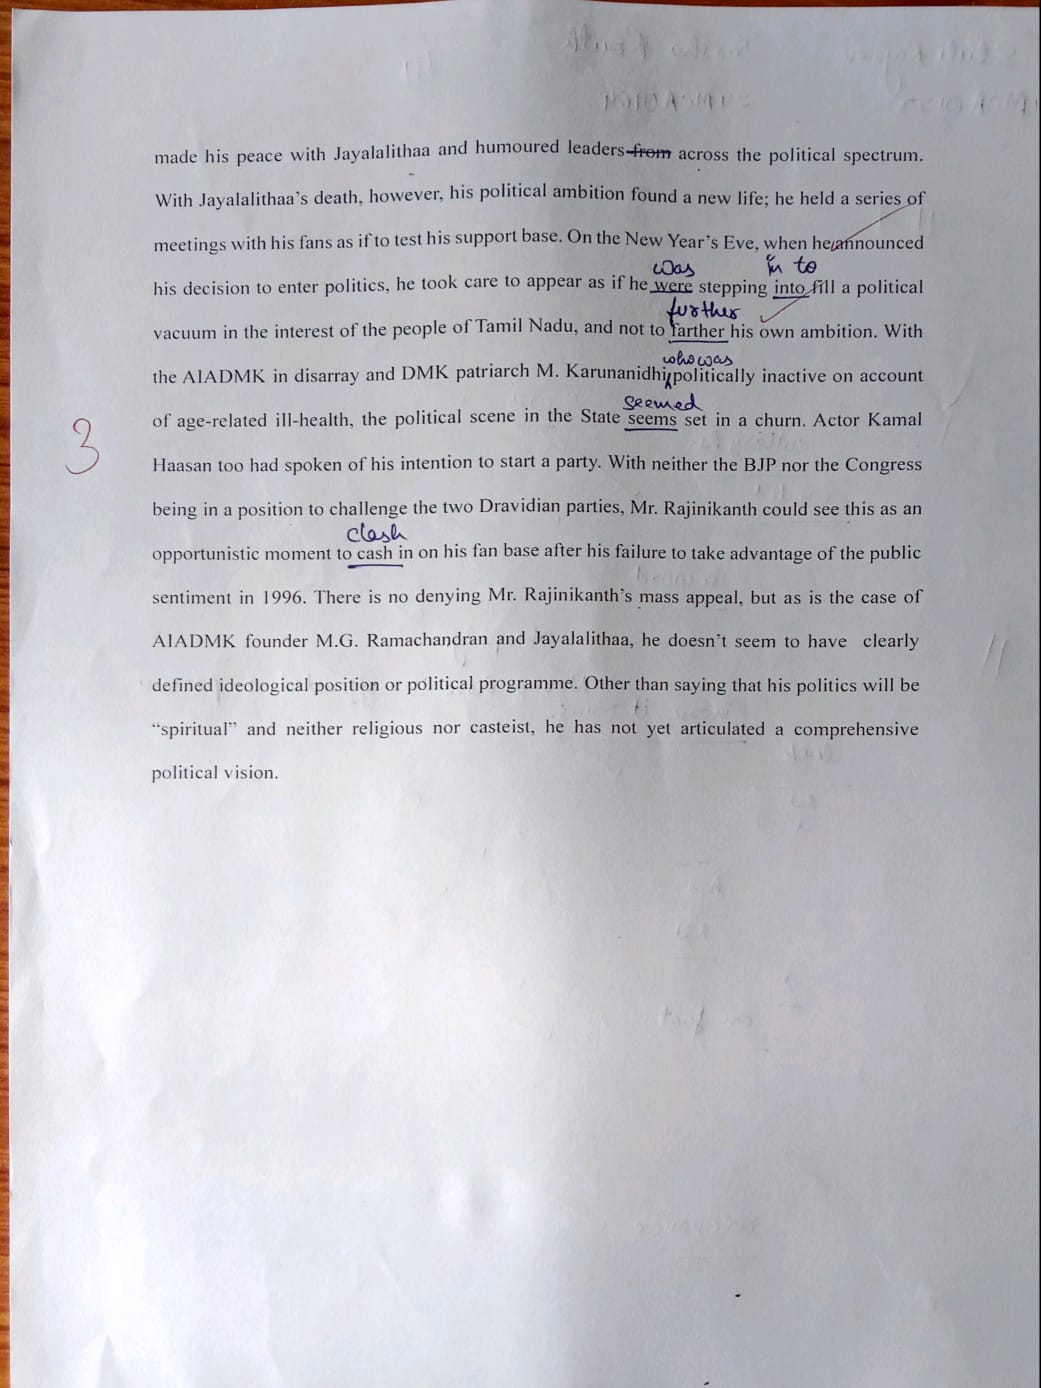 made his peace with Jayalalithaa and humoured leaders from across the political spectrum.
With Jayalalithaa's death, however, his political ambition found a new life; he held a series of
meetings with his fans as if to test his support base. On the New Year's Eve, when he announced
was in to
his decision to enter politics, he took care to appear as if he were stepping into fill a political
further
vacuum in the interest of the people of Tamil Nadu, and not to farther his own ambition. With
who was
the AIADMK in disarray and DMK patriarch M. Karunanidhi politically inactive on account
seemed
of age-related ill-health, the political scene in the State seems set in a churn. Actor Kamal
3
Haasan too had spoken of his intention to start a party. With neither the BJP nor the Congress
being in a position to challenge the two Dravidian parties, Mr. Rajinikanth could see this as an
clash
opportunistic moment to cash in on his fan base after his failure to take advantage of the public
sentiment in 1996. There is no denying Mr. Rajinikanth's mass appeal, but as is the case of
AIADMK founder M.G. Ramachandran and Jayalalithaa, he doesn't seem to have clearly
defined ideological position or political programme. Other than saying that his politics will be
"spiritual" and neither religious nor casteist, he has not yet articulated a comprehensive
political vision.